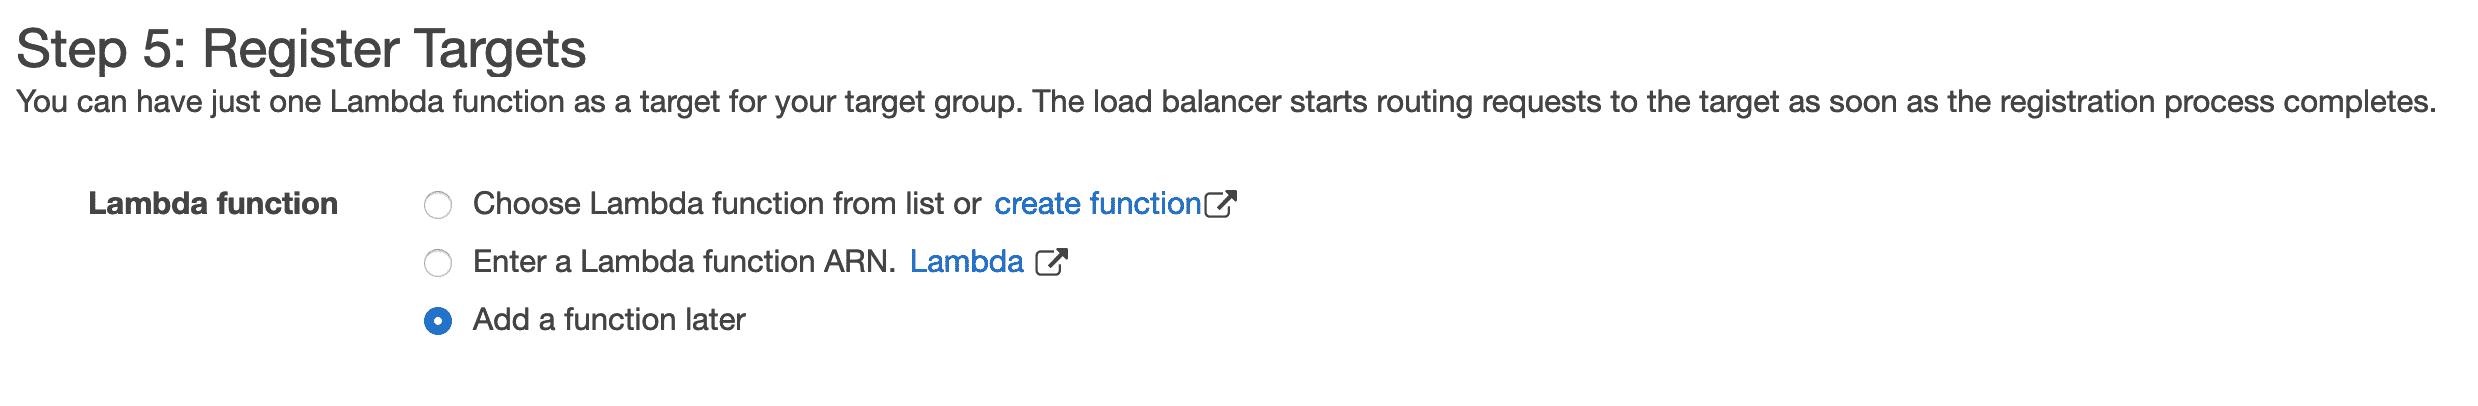 Step 5: Register Targets
You can have just one Lambda function as a target for your target group. The load balancer starts routing requests to the target as soon as the registration process completes.
Lambda function
Choose Lambda function from list or create function
Enter a Lambda function ARN. Lambda
Add a function later